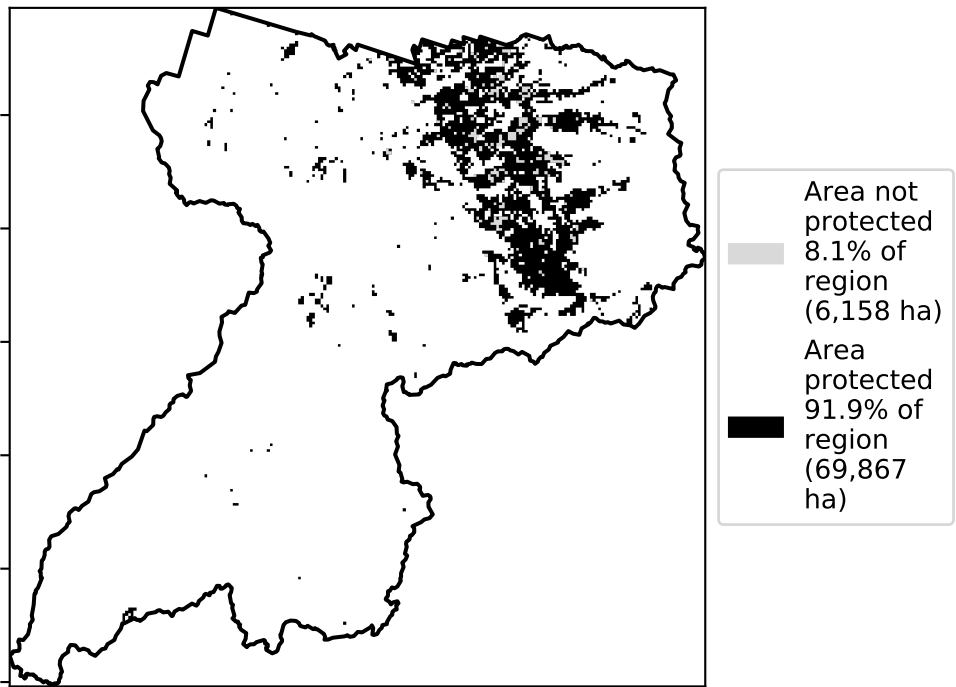 Area not
protected
8.1% of
region
(6,158 ha)
Area
protected
91.9% of
region
(69,867
ha)